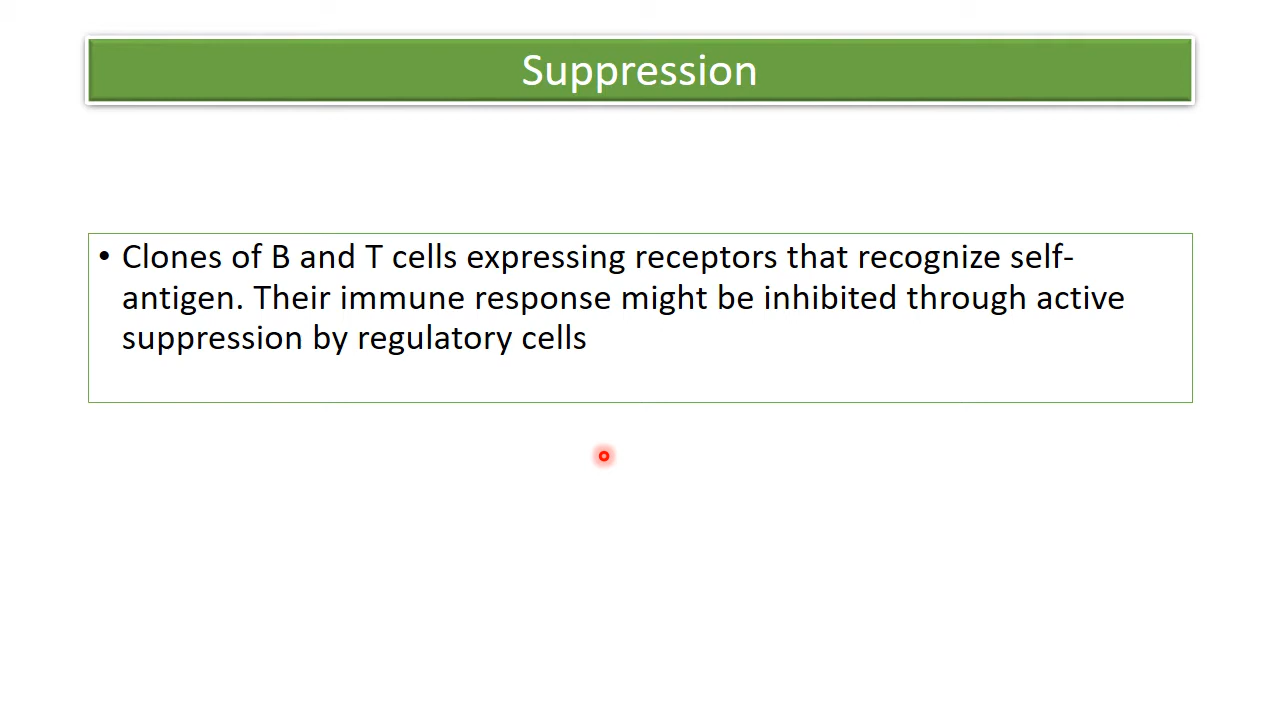 Suppression
• Clones of B and T cells expressing receptors that recognize self-
antigen. Their immune response might be inhibited through active
suppression by regulatory cells